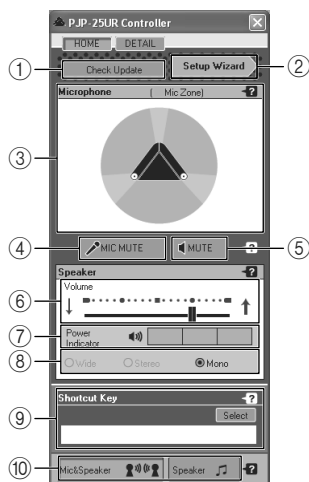 PJP-25UR Controller
HOME DETAIL
① Check Update Setup Wizard ②
Microphone ( Mic Zone) ?
③
④ MIC MUTE MUTE ? ⑤
Speaker ?
Volume
⑥
⑦ Power Indicator
⑧ Wide Stereo Mono
Shortcut Key ?
⑨ Select
⑩ Mic&Speaker Speaker ?